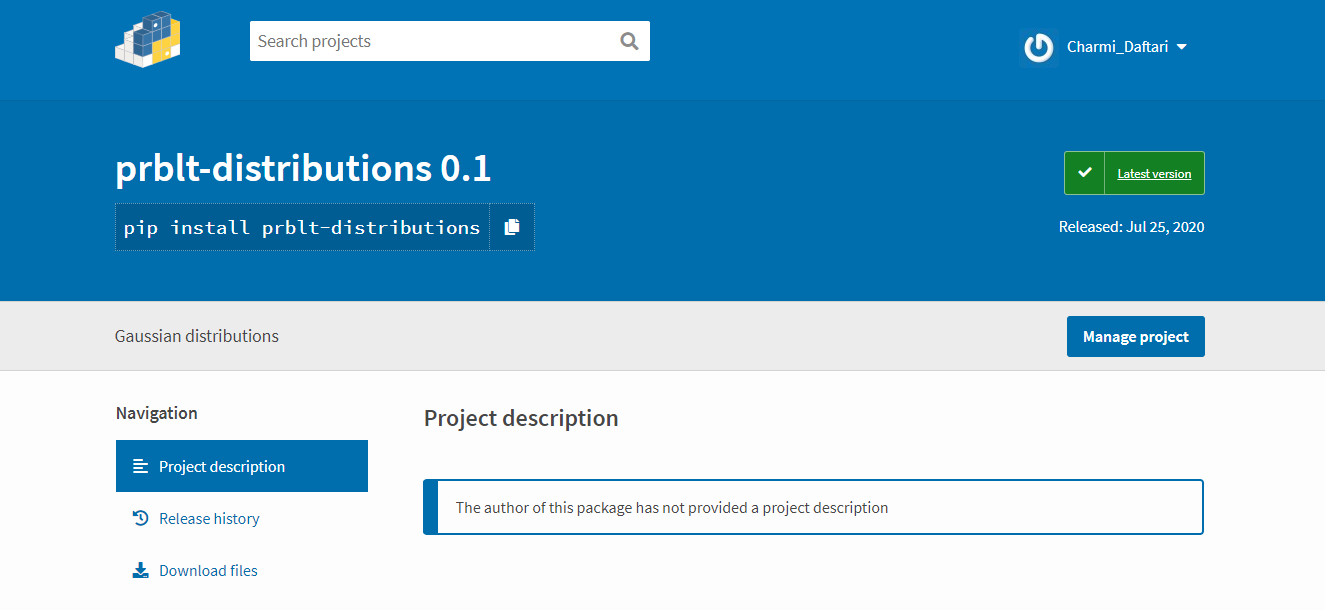 Search projects
Charmi_Daftari
prblt-distributions 0.1
pip install prblt-distributions
Latest version
Released: Jul 25, 2020
Gaussian distributions
Manage project
Navigation
Project description
Release history
Download files
Project description
The author of this package has not provided a project description